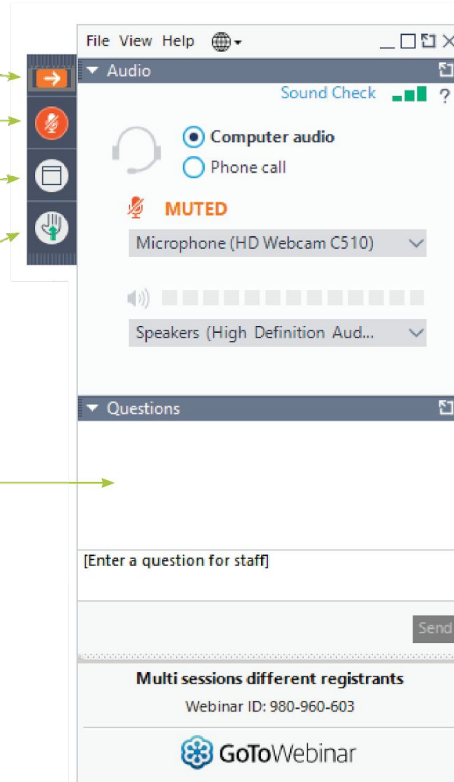 File View Help
Audio
Sound Check ?
Computer audio
Phone call
MUTED
Microphone (HD Webcam C510)
Speakers (High Definition Aud...
Questions
[Enter a question for staff]
Send
Multi sessions different registrants
Webinar ID: 980-960-603
GoToWebinar